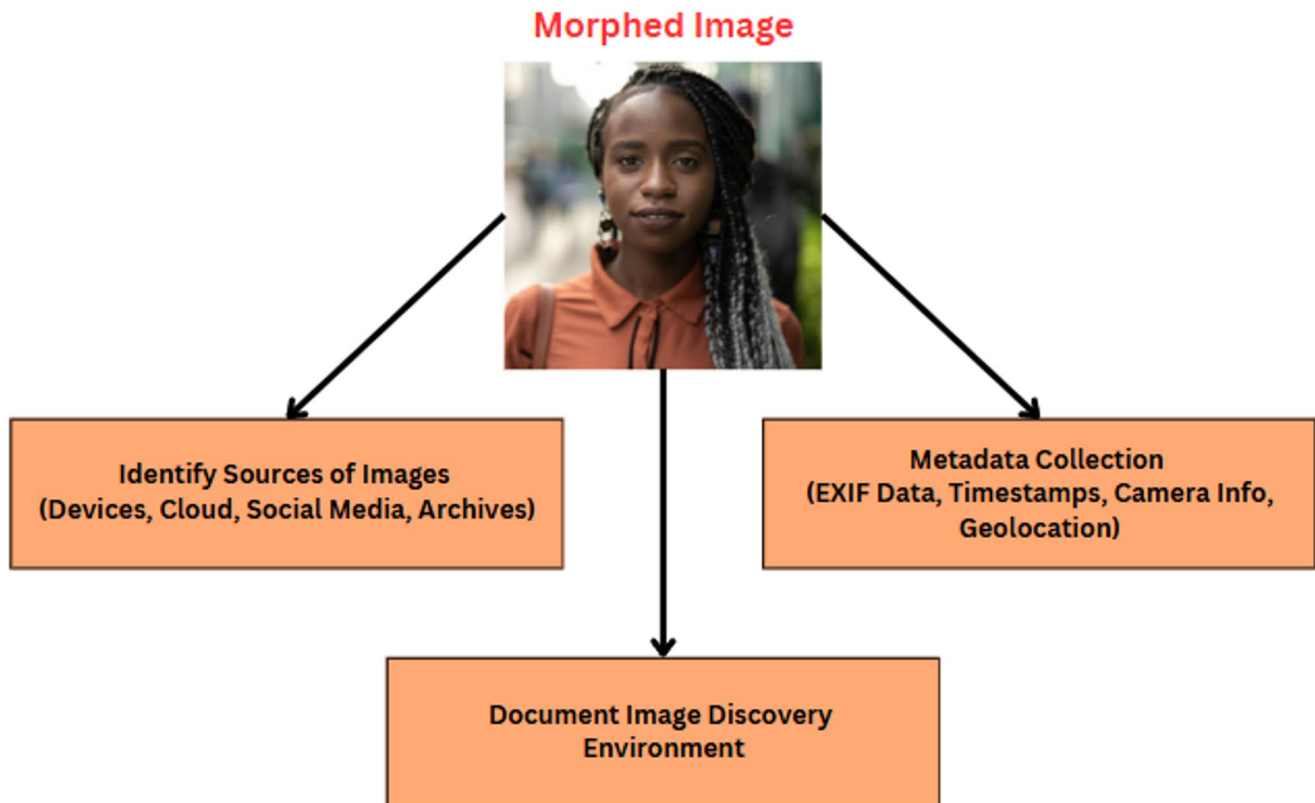 Morphed Image
Identify Sources of Images
(Devices, Cloud, Social Media, Archives)
Metadata Collection
(EXIF Data, Timestamps, Camera Info,
Geolocation)
Document Image Discovery
Environment